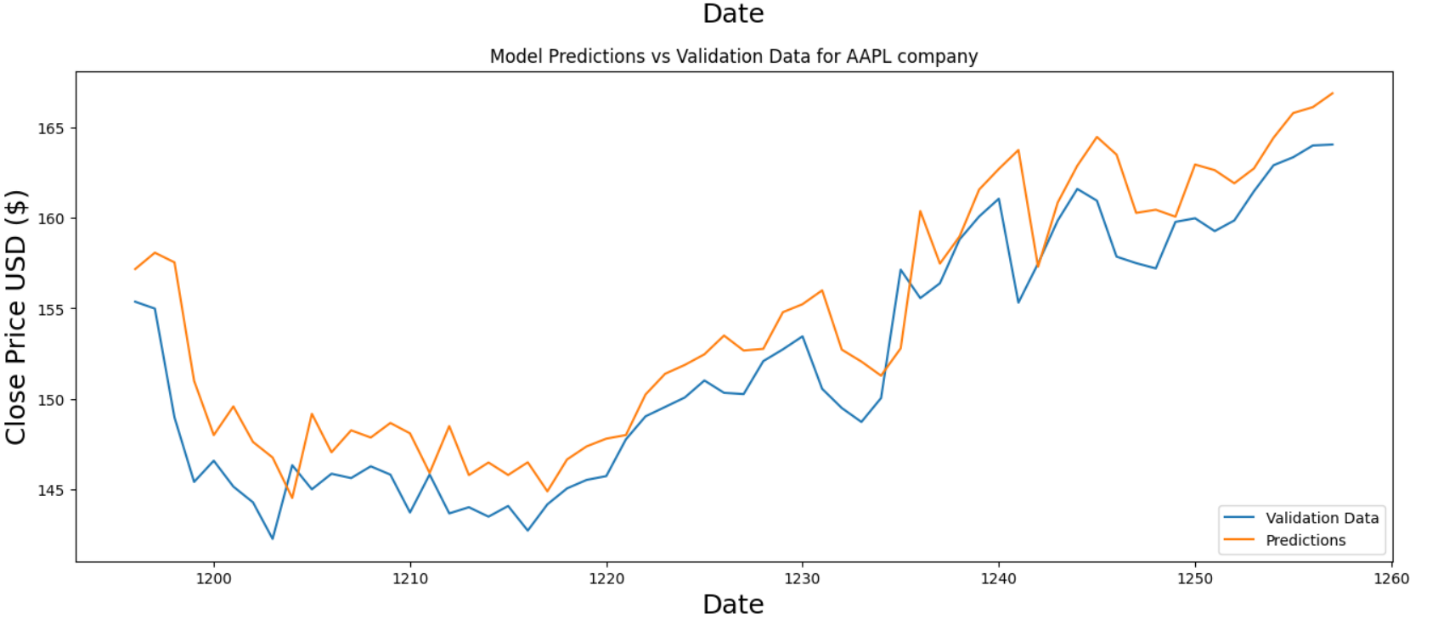 Date
Model Predictions vs Validation Data for AAPL company
Close Price USD ($)
165
160
155
150
145
Validation Data
Predictions
1200 1210 1220 1230 1240 1250 1260
Date